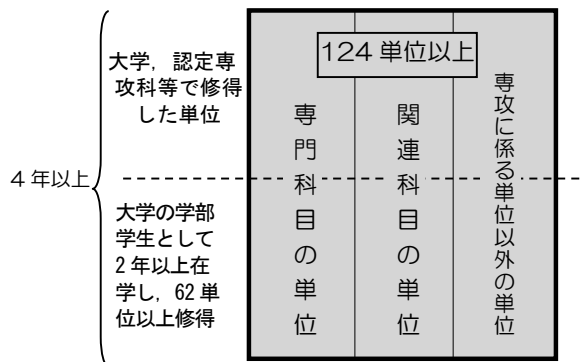 4年以上
大学，認定専
攻科等で修得
した単位
大学の学部
学生として
2年以上在
学し，62単
位以上修得
124単位以上
専門科目の単位
関連科目の単位
専攻に係る単位以外の単位